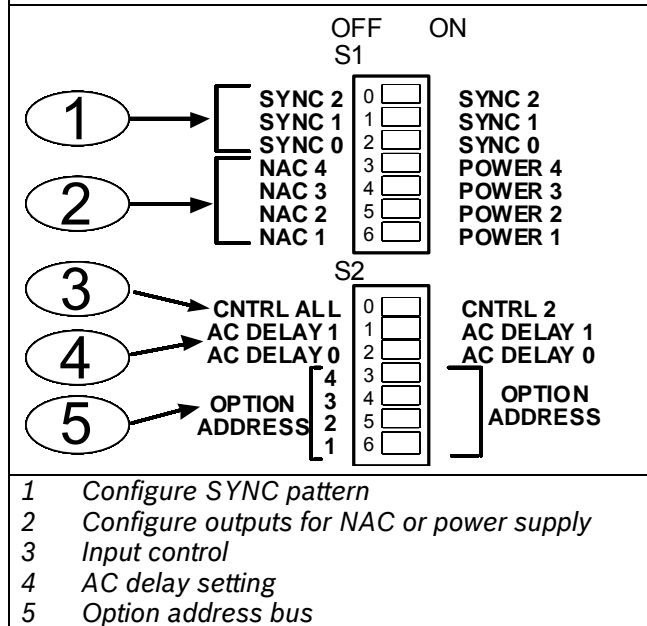 OFF ON
S1
1
SYNC 2 0 SYNC 2
SYNC 1 1 SYNC 1
SYNC 0 2 SYNC 0
2
NAC 4 3 POWER 4
NAC 3 4 POWER 3
NAC 2 5 POWER 2
NAC 1 6 POWER 1
S2
3
CNTRL ALL 0 CNTRL 2
4
AC DELAY 1 1 AC DELAY 1
AC DELAY 0 2 AC DELAY 0
5
OPTION ADDRESS
4 3
3 4
2 5
1 6
OPTION
ADDRESS
1 Configure SYNC pattern
2 Configure outputs for NAC or power supply
3 Input control
4 AC delay setting
5 Option address bus